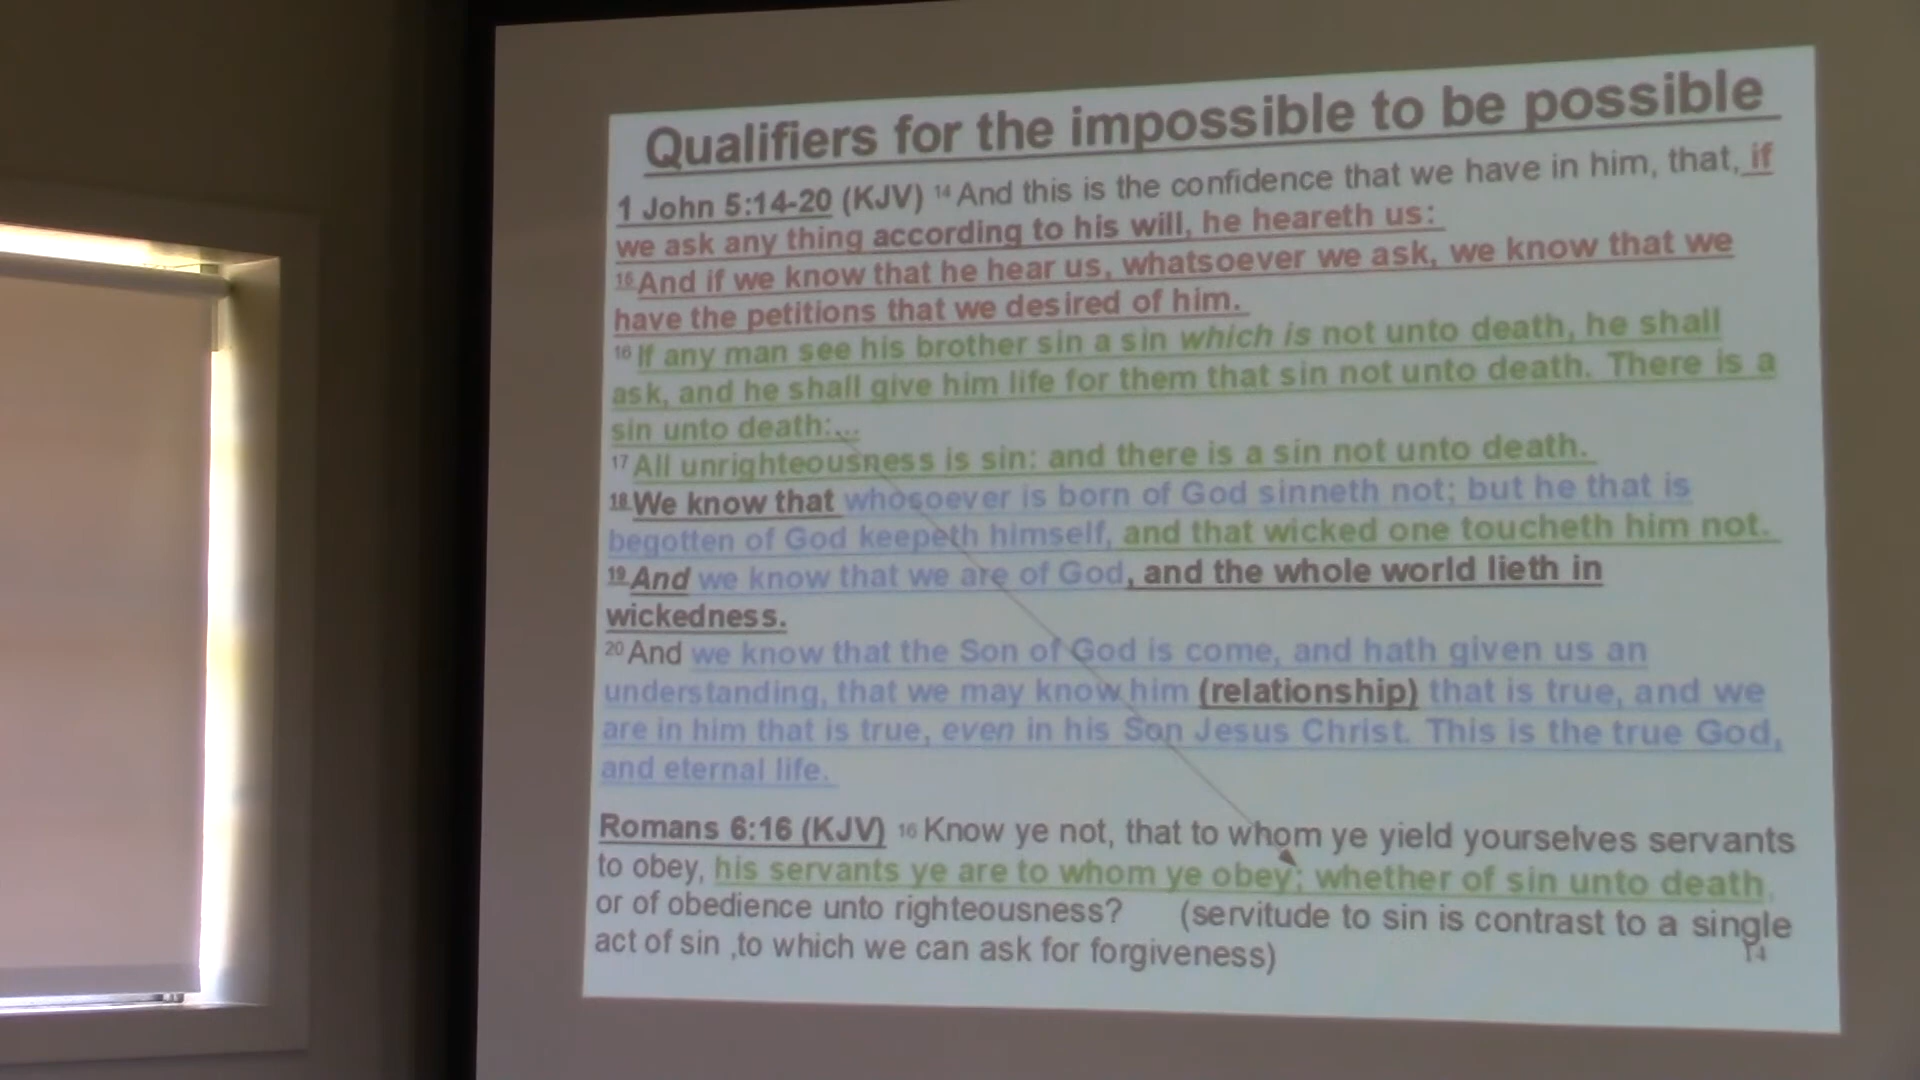 Qualifiers for the impossible to be possible
1 John 5:14-20 (KJV) 14 And this is the confidence that we have in him, that, if
we ask any thing according to his will, he heareth us:
15 And if we know that he hear us, whatsoever we ask, we know that we
have the petitions that we desired of him.
16 If any man see his brother sin a sin which is not unto death, he shall
ask, and he shall give him life for them that sin not unto death. There is a
sin unto death:...
17 All unrighteousness is sin: and there is a sin not unto death.
18 We know that whosoever is born of God sinneth not; but he that is
begotten of God keepeth himself, and that wicked one toucheth him not.
19 And we know that we are of God, and the whole world lieth in
wickedness.
20 And we know that the Son of God is come, and hath given us an
understanding, that we may know him (relationship) that is true, and we
are in him that is true, even in his Son Jesus Christ. This is the true God,
and eternal life.
Romans 6:16 (KJV) 16 Know ye not, that to whom ye yield yourselves servants
to obey, his servants ye are to whom ye obey; whether of sin unto death,
or of obedience unto righteousness? (servitude to sin is contrast to a single
act of sin ,to which we can ask for forgiveness)
14